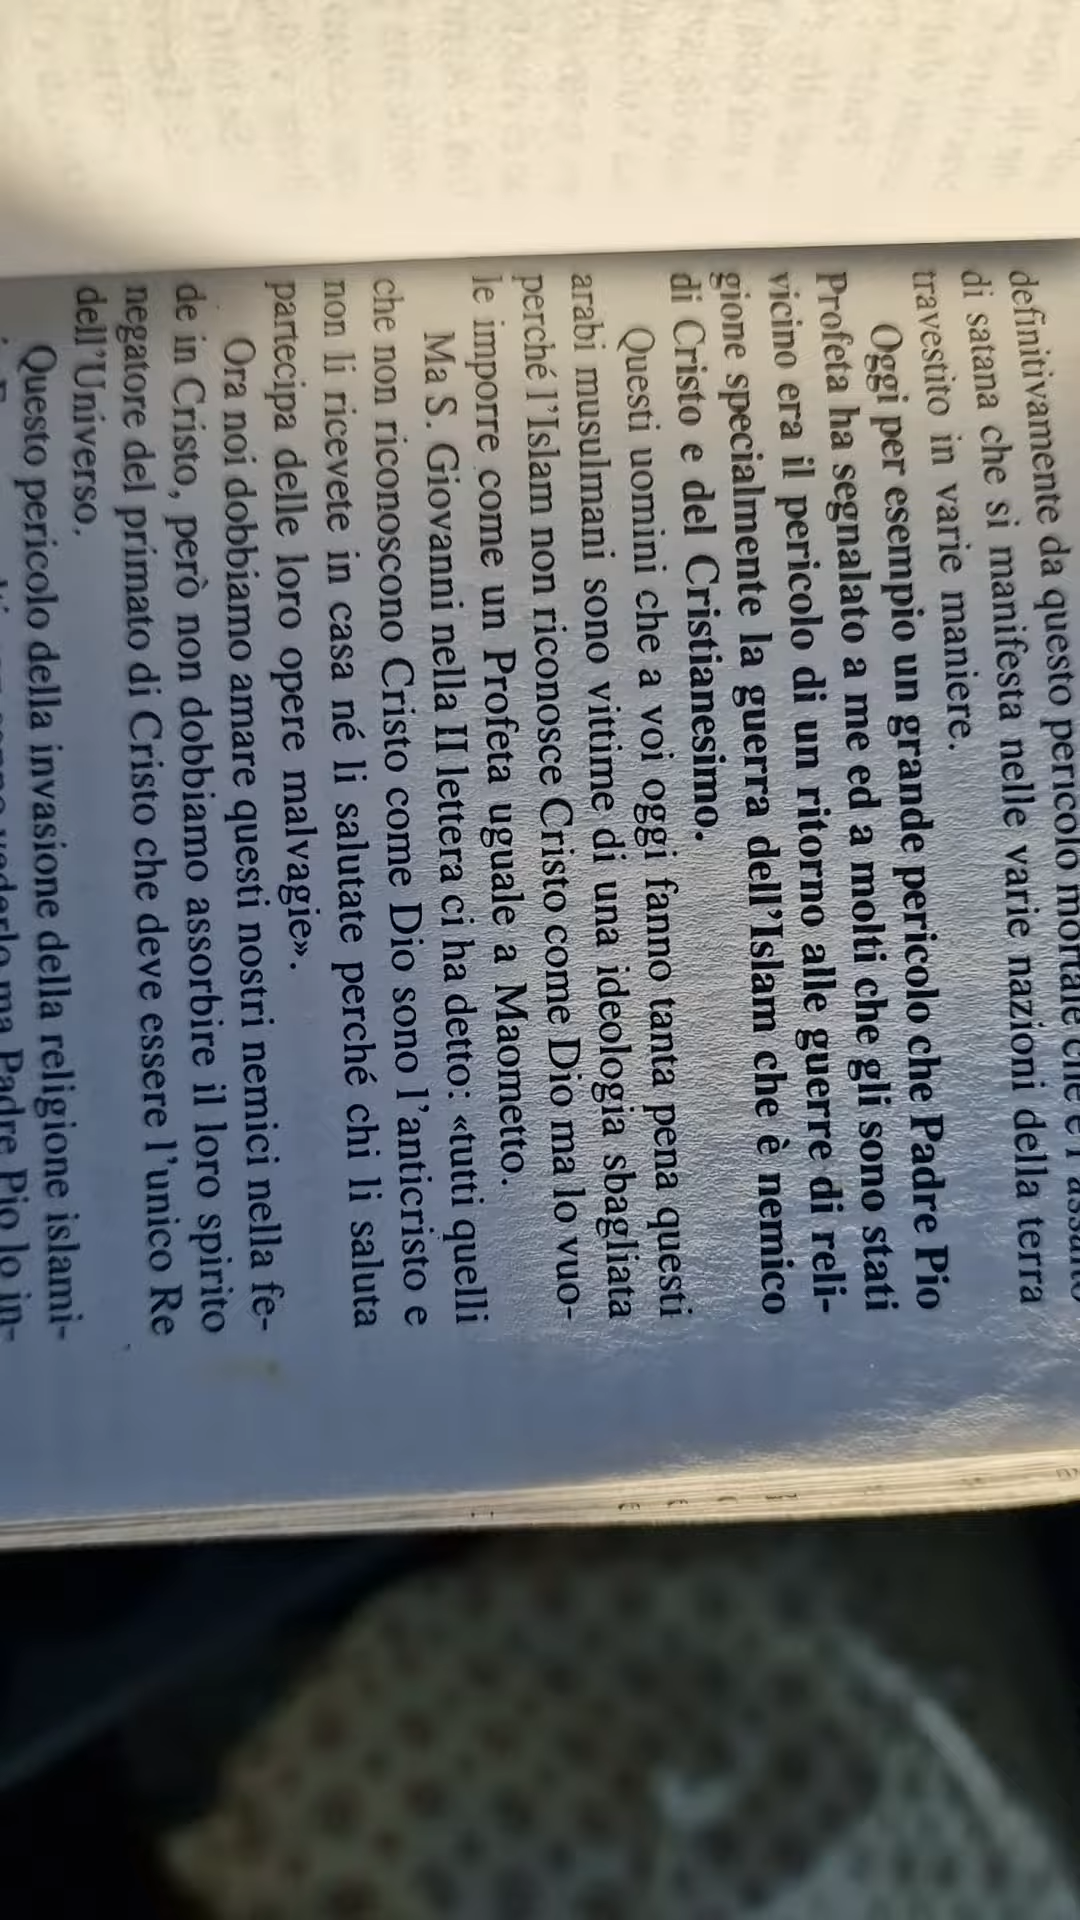 definitivamente da questo pericolo mortale che è l'assalto
di satana che si manifesta nelle varie nazioni della terra
travestito in varie maniere.
Oggi per esempio un grande pericolo che Padre Pio
Profeta ha segnalato a me ed a molti che gli sono stati
vicino era il pericolo di un ritorno alle guerre di reli-
gione specialmente la guerra dell'Islam che è nemico
di Cristo e del Cristianesimo.
Questi uomini che a voi oggi fanno tanta pena questi
arabi musulmani sono vittime di una ideologia sbagliata
perché l'Islam non riconosce Cristo come Dio ma lo vuo-
le imporre come un Profeta uguale a Maometto.
Ma S. Giovanni nella II lettera ci ha detto: «tutti quelli
che non riconoscono Cristo come Dio sono l'anticristo e
non li ricevete in casa né li salutate perché chi li saluta
partecipa delle loro opere malvagie».
Ora noi dobbiamo amare questi nostri nemici nella fe-
de in Cristo, però non dobbiamo assorbire il loro spirito
negatore del primato di Cristo che deve essere l'unico Re
dell'Universo.
Questo pericolo della invasione della religione islami-
vederlo ma Padre Pio lo in-